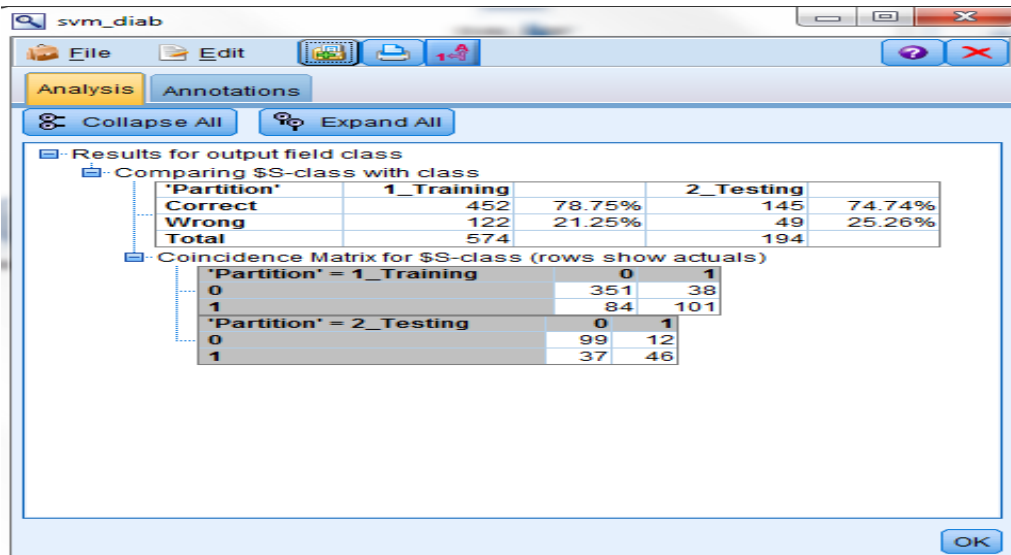 svm_diab
File Edit
Analysis Annotations
Collapse All Expand All
Results for output field class
Comparing $S-class with class
'Partition' 1_Training 2_Testing
Correct 452 78.75% 145 74.74%
Wrong 122 21.25% 49 25.26%
Total 574 194
Coincidence Matrix for $S-class (rows show actuals)
'Partition' = 1_Training 0 1
0 351 38
1 84 101
'Partition' = 2_Testing 0 1
0 99 12
1 37 46
OK